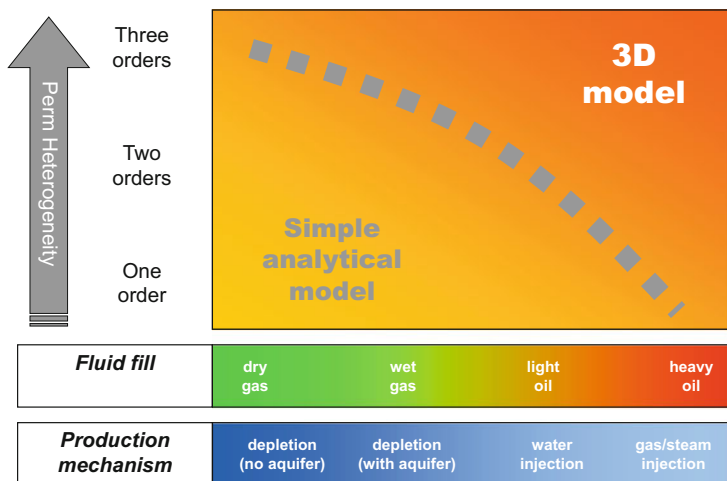 Three
orders
3D
model
Perm Heterogeneity
Two
orders
Simple
analytical
model
One
order
Fluid fill
dry
gas
wet
gas
light
oil
heavy
oil
Production
mechanism
depletion
(no aquifer)
depletion
(with aquifer)
water
injection
gas/steam
injection